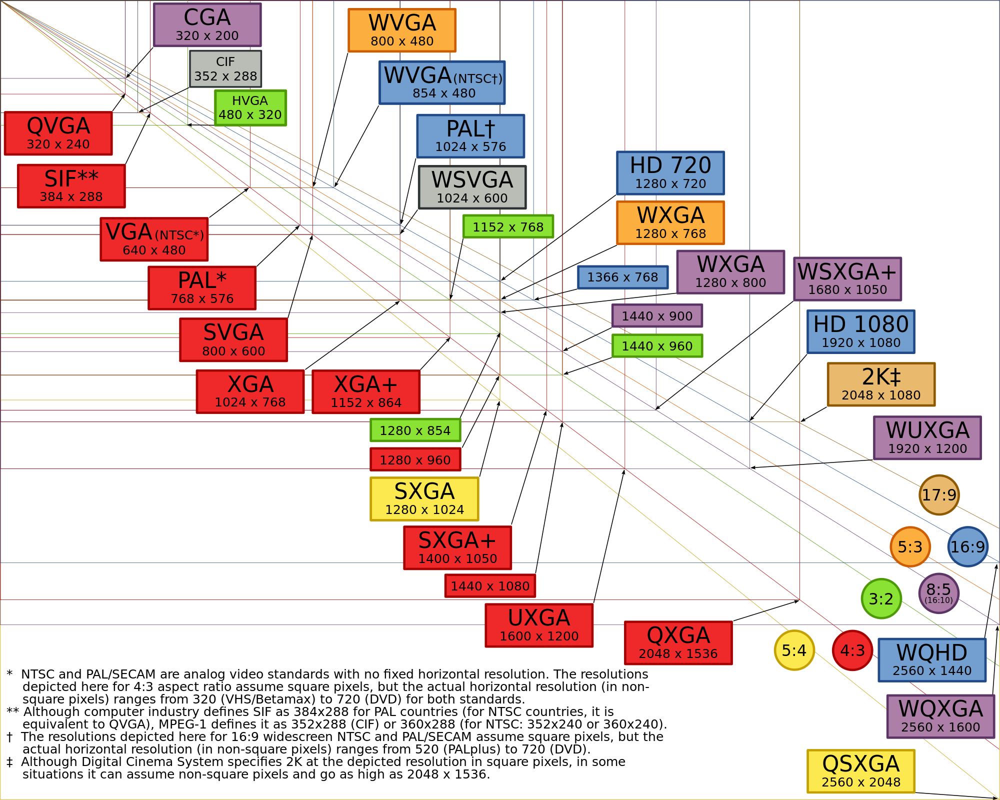 CGA
320 x 200
WVGA
800 x 480
CIF
352 x 288
WVGA(NTSC†)
854 x 480
HVGA
480 x 320
QVGA
320 x 240
PAL†
1024 x 576
SIF**
384 x 288
WSVGA
1024 x 600
HD 720
1280 x 720
VGA(NTSC*)
640 x 480
1152 x 768
WXGA
1280 x 768
PAL*
768 x 576
1366 x 768
WXGA
1280 x 800
WSXGA+
1680 x 1050
SVGA
800 x 600
1440 x 900
HD 1080
1920 x 1080
1440 x 960
XGA
1024 x 768
XGA+
1152 x 864
2K‡
2048 x 1080
1280 x 854
WUXGA
1920 x 1200
1280 x 960
SXGA
1280 x 1024
17:9
SXGA+
1400 x 1050
5:3
16:9
1440 x 1080
3:2
8:5
(16:10)
UXGA
1600 x 1200
QXGA
2048 x 1536
5:4
4:3
WQHD
2560 x 1440
WQXGA
2560 x 1600
QSXGA
2560 x 2048
* NTSC and PAL/SECAM are analog video standards with no fixed horizontal resolution. The resolutions
depicted here for 4:3 aspect ratio assume square pixels, but the actual horizontal resolution (in non-
square pixels) ranges from 320 (VHS/Betamax) to 720 (DVD) for both standards.
** Although computer industry defines SIF as 384x288 for PAL countries (for NTSC countries, it is
equivalent to QVGA), MPEG-1 defines it as 352x288 (CIF) or 360x288 (for NTSC: 352x240 or 360x240).
† The resolutions depicted here for 16:9 widescreen NTSC and PAL/SECAM assume square pixels, but the
actual horizontal resolution (in non-square pixels) ranges from 520 (PALplus) to 720 (DVD).
‡ Although Digital Cinema System specifies 2K at the depicted resolution in square pixels, in some
situations it can assume non-square pixels and go as high as 2048 x 1536.